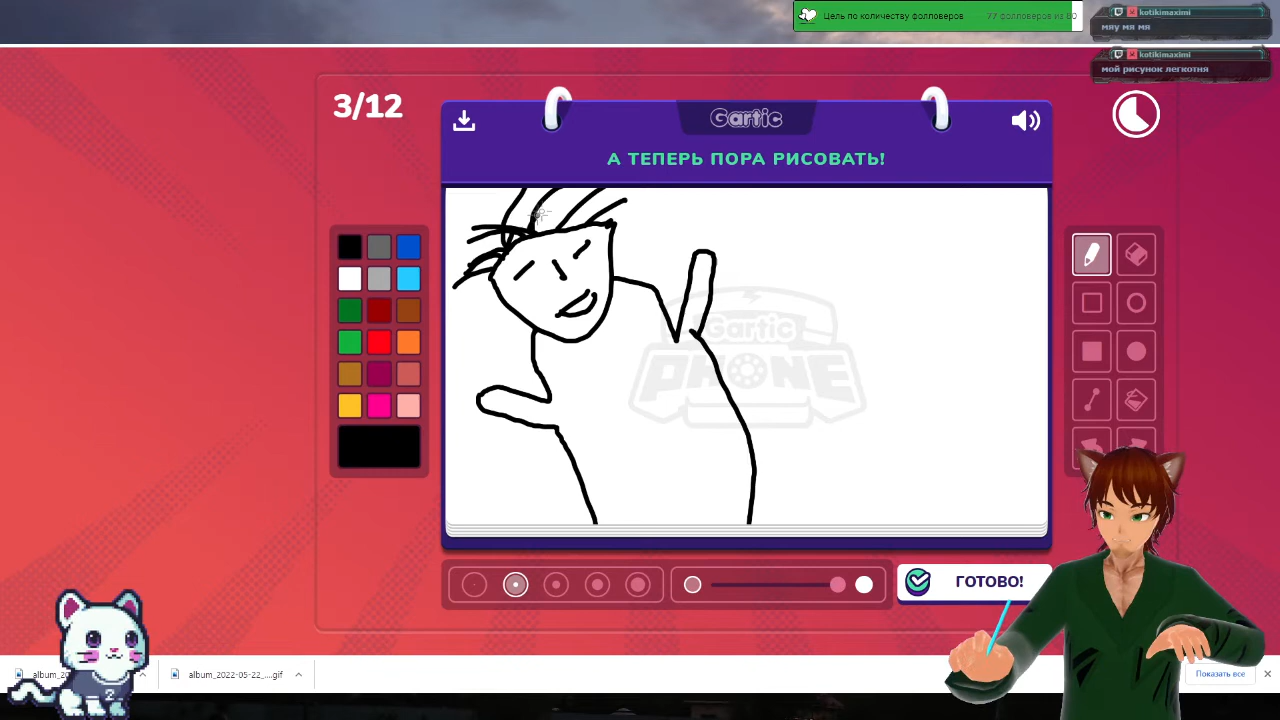 Цель по количеству фолловеров 77 фолловеров из 80
kotikimaximi
мяу мя мя
kotikimaximi
мой рисунок легкотня
3/12
Gartic
А ТЕПЕРЬ ПОРА РИСОВАТЬ!
Gartic
PHONE
ГОТОВО!
album_2022-05-22_....gif
Показать все
2